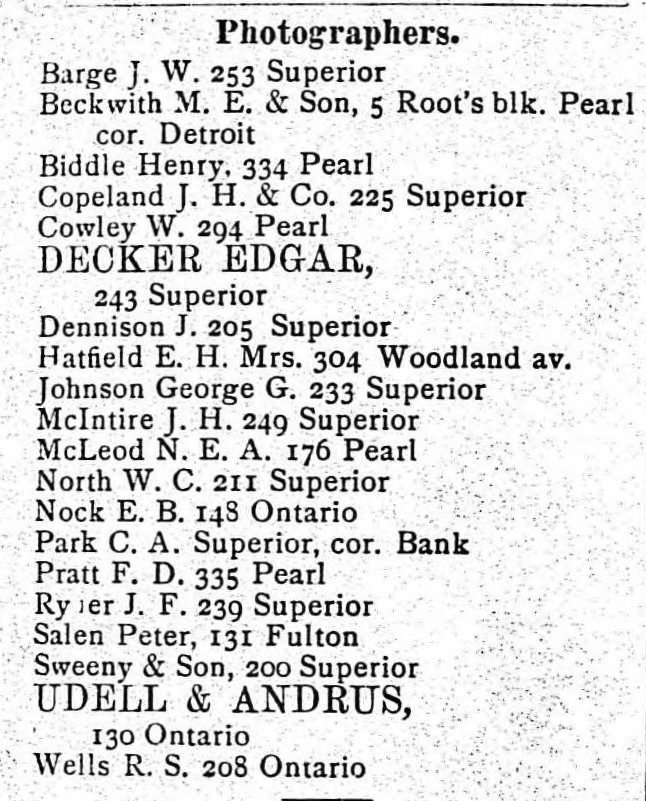 Photographers.
Barge J. W. 253 Superior
Beckwith M. E. & Son, 5 Root's blk. Pearl
cor. Detroit
Biddle Henry, 334 Pearl
Copeland J. H. & Co. 225 Superior
Cowley W. 294 Pearl
DECKER EDGAR,
243 Superior
Dennison J. 205 Superior
Hatfield E. H. Mrs. 304 Woodland av.
Johnson George G. 233 Superior
McIntire J. H. 249 Superior
McLeod N. E. A. 176 Pearl
North W. C. 211 Superior
Nock E. B. 148 Ontario
Park C. A. Superior, cor. Bank
Pratt F. D. 335 Pearl
Ryder J. F. 239 Superior
Salen Peter, 131 Fulton
Sweeny & Son, 200 Superior
UDELL & ANDRUS,
130 Ontario
Wells R. S. 208 Ontario